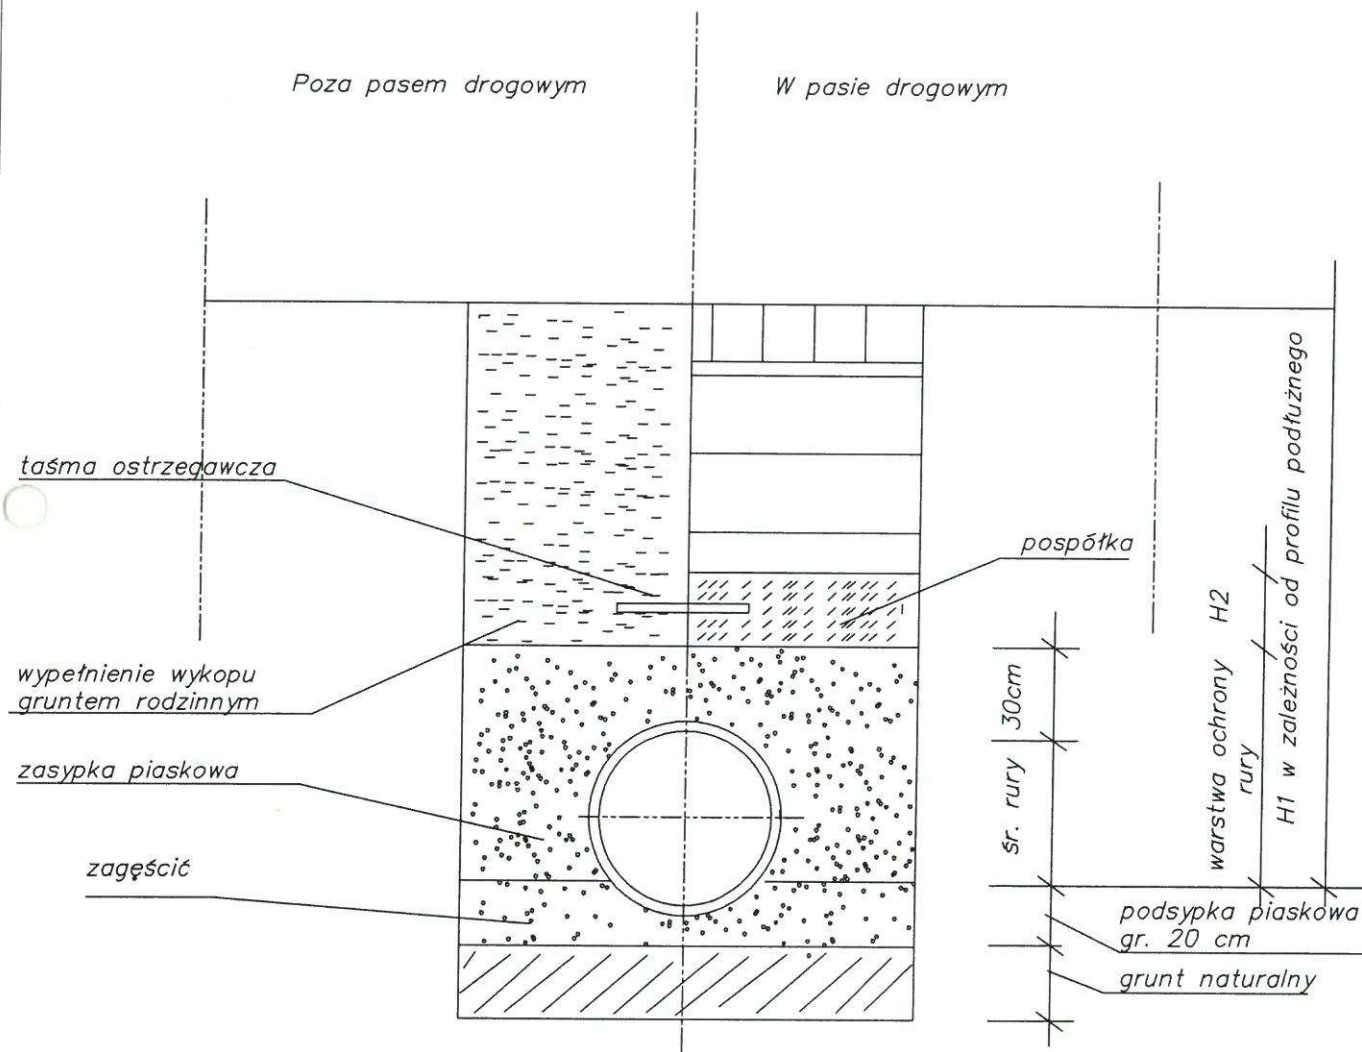 Poza pasem drogowym
W pasie drogowym
taśma ostrzegawcza
wypełnienie wykopu
gruntem rodzinnym
zasypka piaskowa
zagęścić
pospółka
30cm
śr. rury
warstwa ochrony H2
rury
H1 w zależności od profilu podłużnego
podsypka piaskowa
gr. 20 cm
grunt naturalny